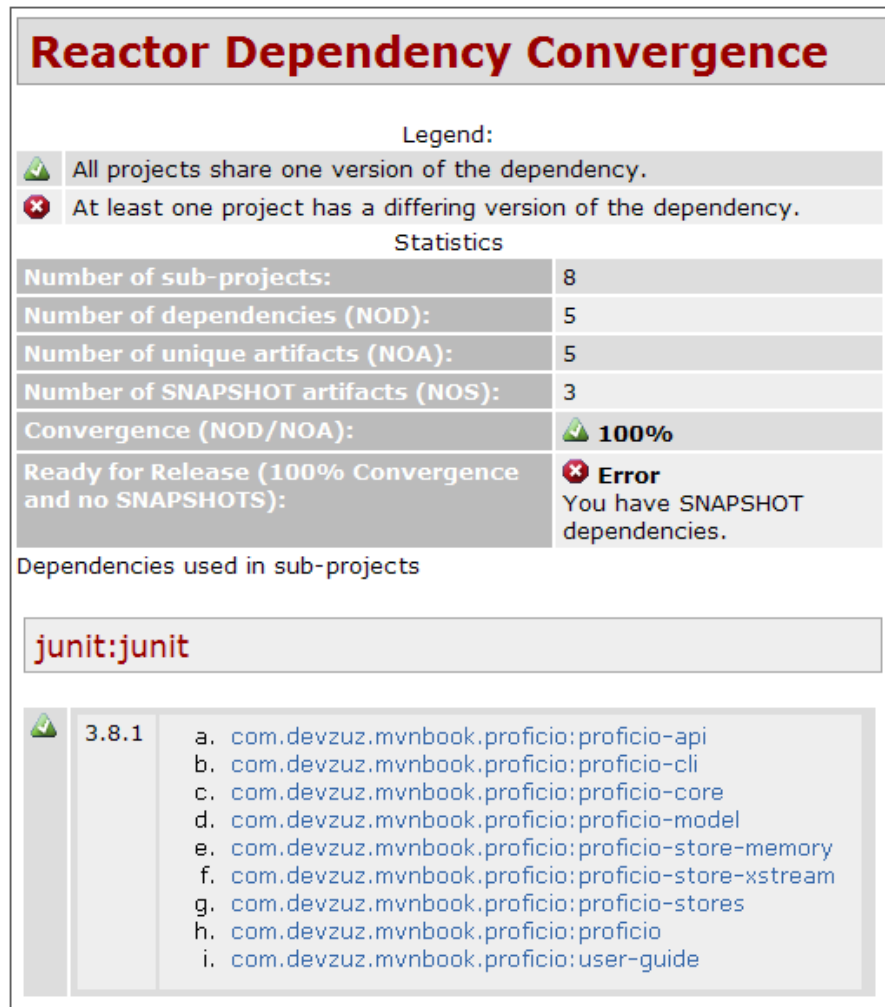 Reactor Dependency Convergence
Legend:
All projects share one version of the dependency.
At least one project has a differing version of the dependency.
Statistics
Number of sub-projects: 8
Number of dependencies (NOD): 5
Number of unique artifacts (NOA): 5
Number of SNAPSHOT artifacts (NOS): 3
Convergence (NOD/NOA): 100%
Ready for Release (100% Convergence
and no SNAPSHOTS):
Error
You have SNAPSHOT
dependencies.
Dependencies used in sub-projects
junit:junit
3.8.1
a. com.devzuz.mvnbook.proficio:proficio-api
b. com.devzuz.mvnbook.proficio:proficio-cli
c. com.devzuz.mvnbook.proficio:proficio-core
d. com.devzuz.mvnbook.proficio:proficio-model
e. com.devzuz.mvnbook.proficio:proficio-store-memory
f. com.devzuz.mvnbook.proficio:proficio-store-xstream
g. com.devzuz.mvnbook.proficio:proficio-stores
h. com.devzuz.mvnbook.proficio:proficio
i. com.devzuz.mvnbook.proficio:user-guide